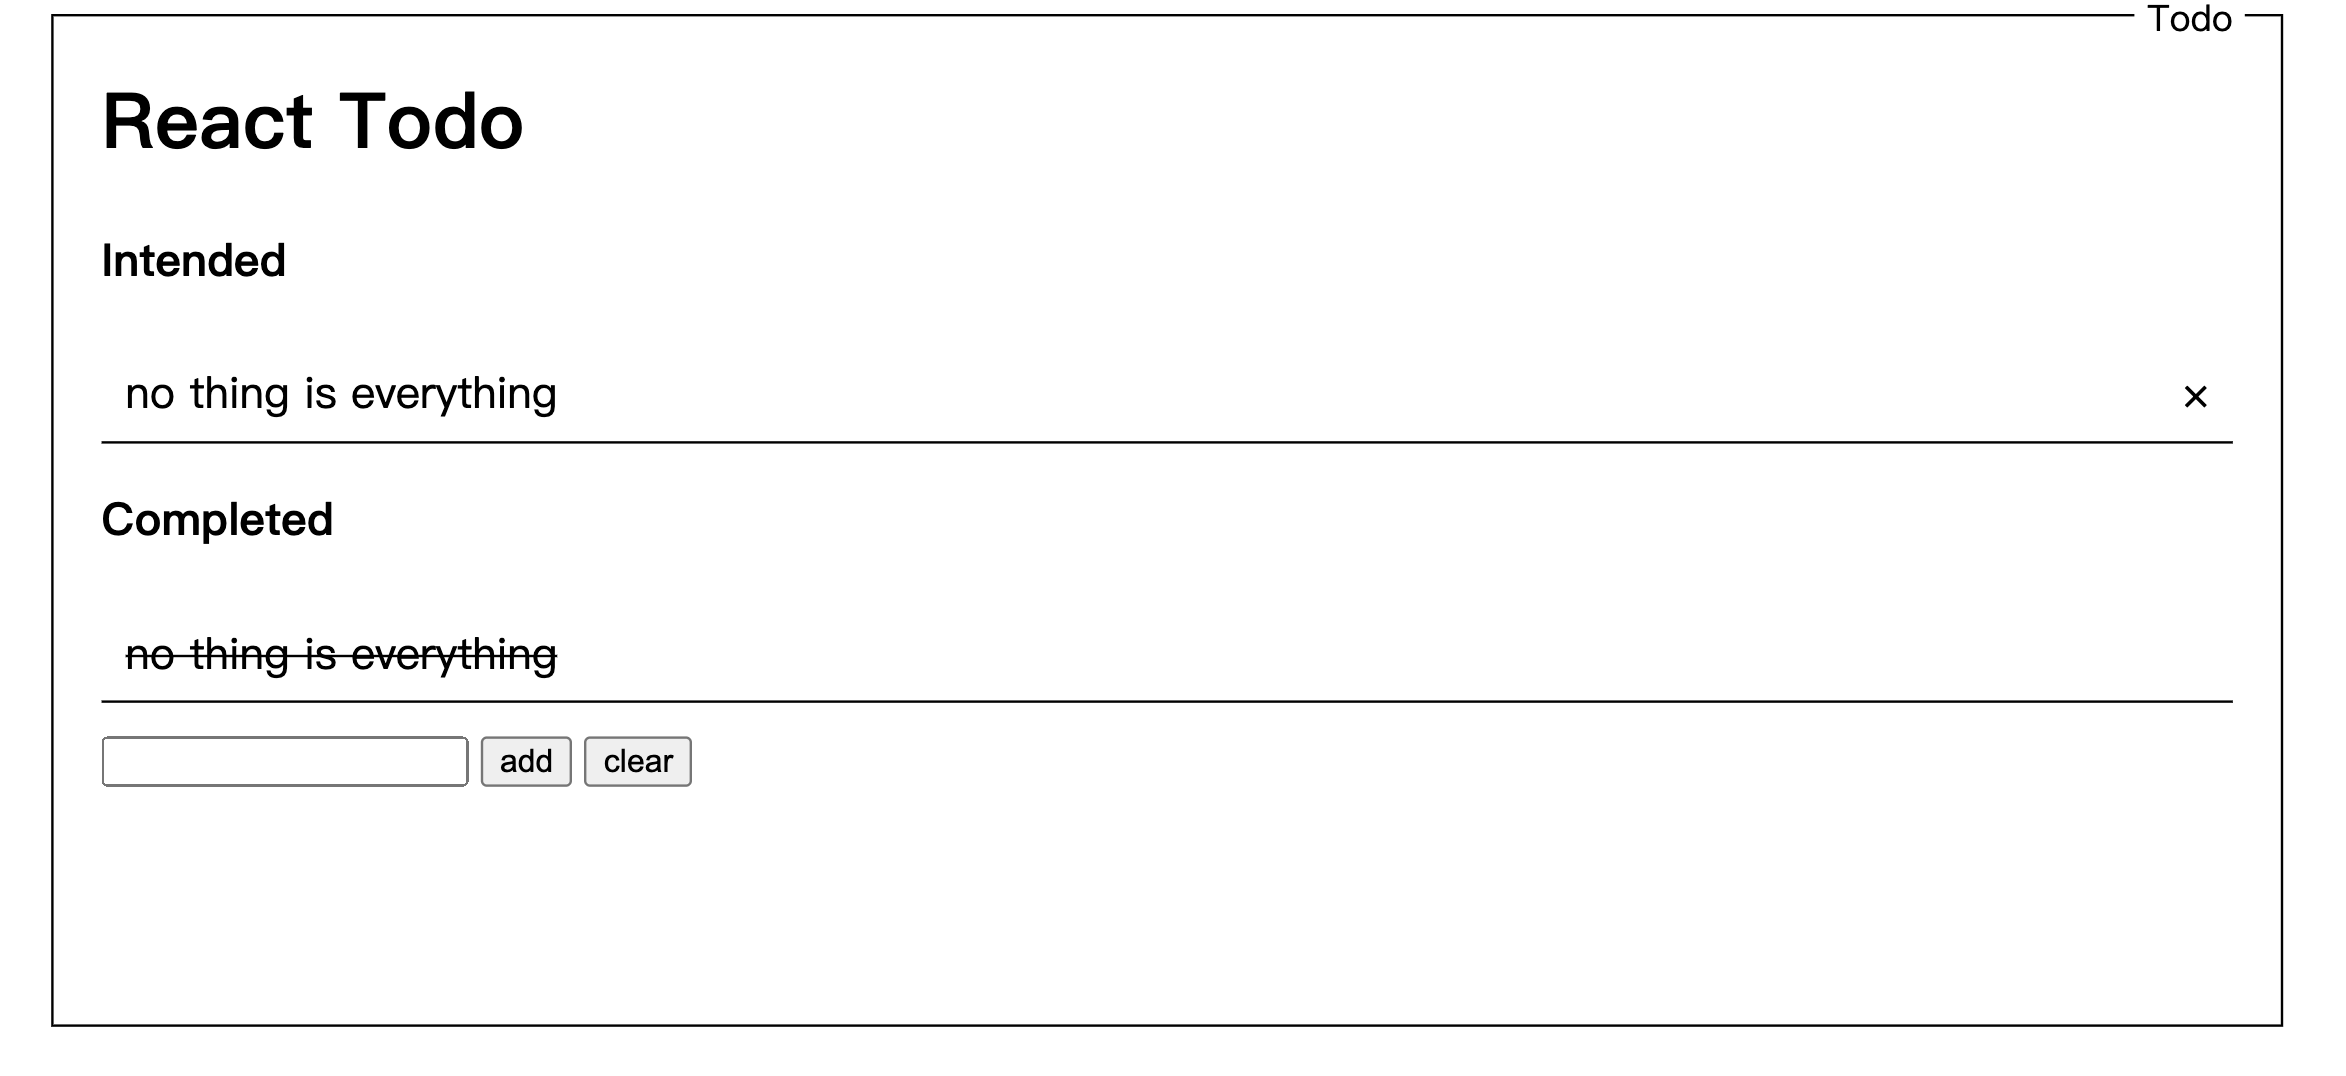 Todo
React Todo
Intended
no thing is everything ×
Completed
no thing is everything
add clear